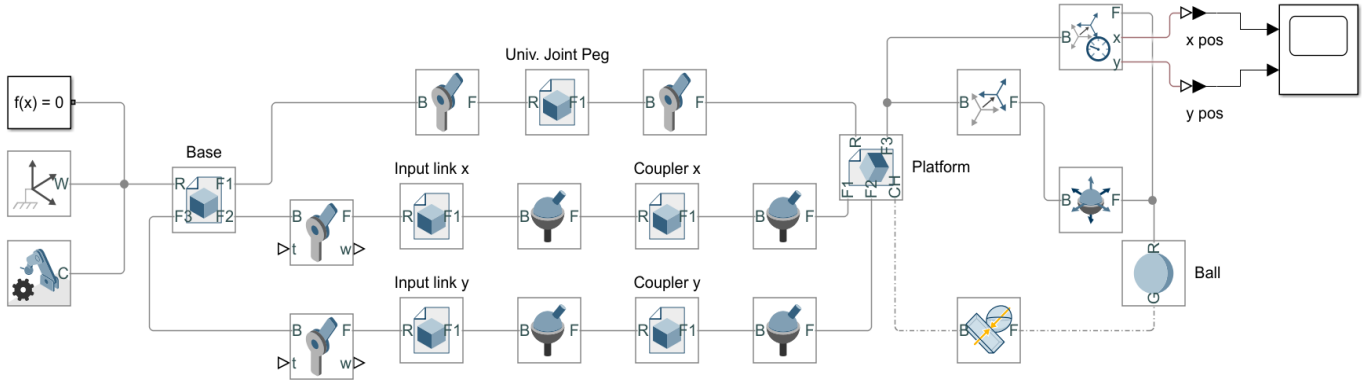 f(x) = 0
W
C
Base
R F1
F3 F2
B F
Univ. Joint Peg
R F1
B F
B F
t w
Input link x
R F1
Coupler x
R F1
B F
t w
Input link y
R F1
Coupler y
R F1
R F3
F1 F2 CH
Platform
B F
x
y
x pos
y pos
B F
B F
R
G
Ball
B F